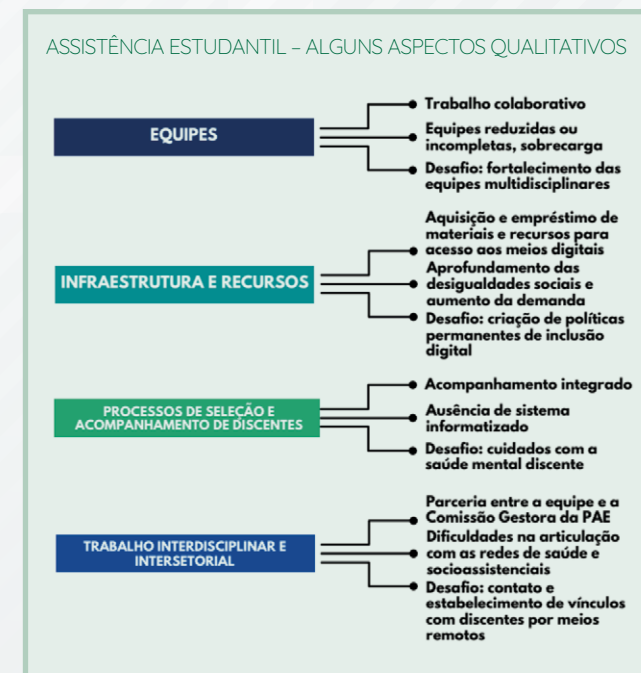 ASSISTÊNCIA ESTUDANTIL – ALGUNS ASPECTOS QUALITATIVOS
EQUIPES
Trabalho colaborativo
Equipes reduzidas ou
incompletas, sobrecarga
Desafio: fortalecimento das
equipes multidisciplinares
INFRAESTRUTURA E RECURSOS
Aquisição e empréstimo de
materiais e recursos para
acesso aos meios digitais
Aprofundamento das
desigualdades sociais e
aumento da demanda
Desafio: criação de políticas
permanentes de inclusão
digital
PROCESSOS DE SELEÇÃO E
ACOMPANHAMENTO DE DISCENTES
Acompanhamento integrado
Ausência de sistema
informatizado
Desafio: cuidados com a
saúde mental discente
TRABALHO INTERDISCIPLINAR E
INTERSETORIAL
Parceria entre a equipe e a
Comissão Gestora da PAE
Dificuldades na articulação
com as redes de saúde e
socioassistenciais
Desafio: contato e
estabelecimento de vínculos
com discentes por meios
remotos